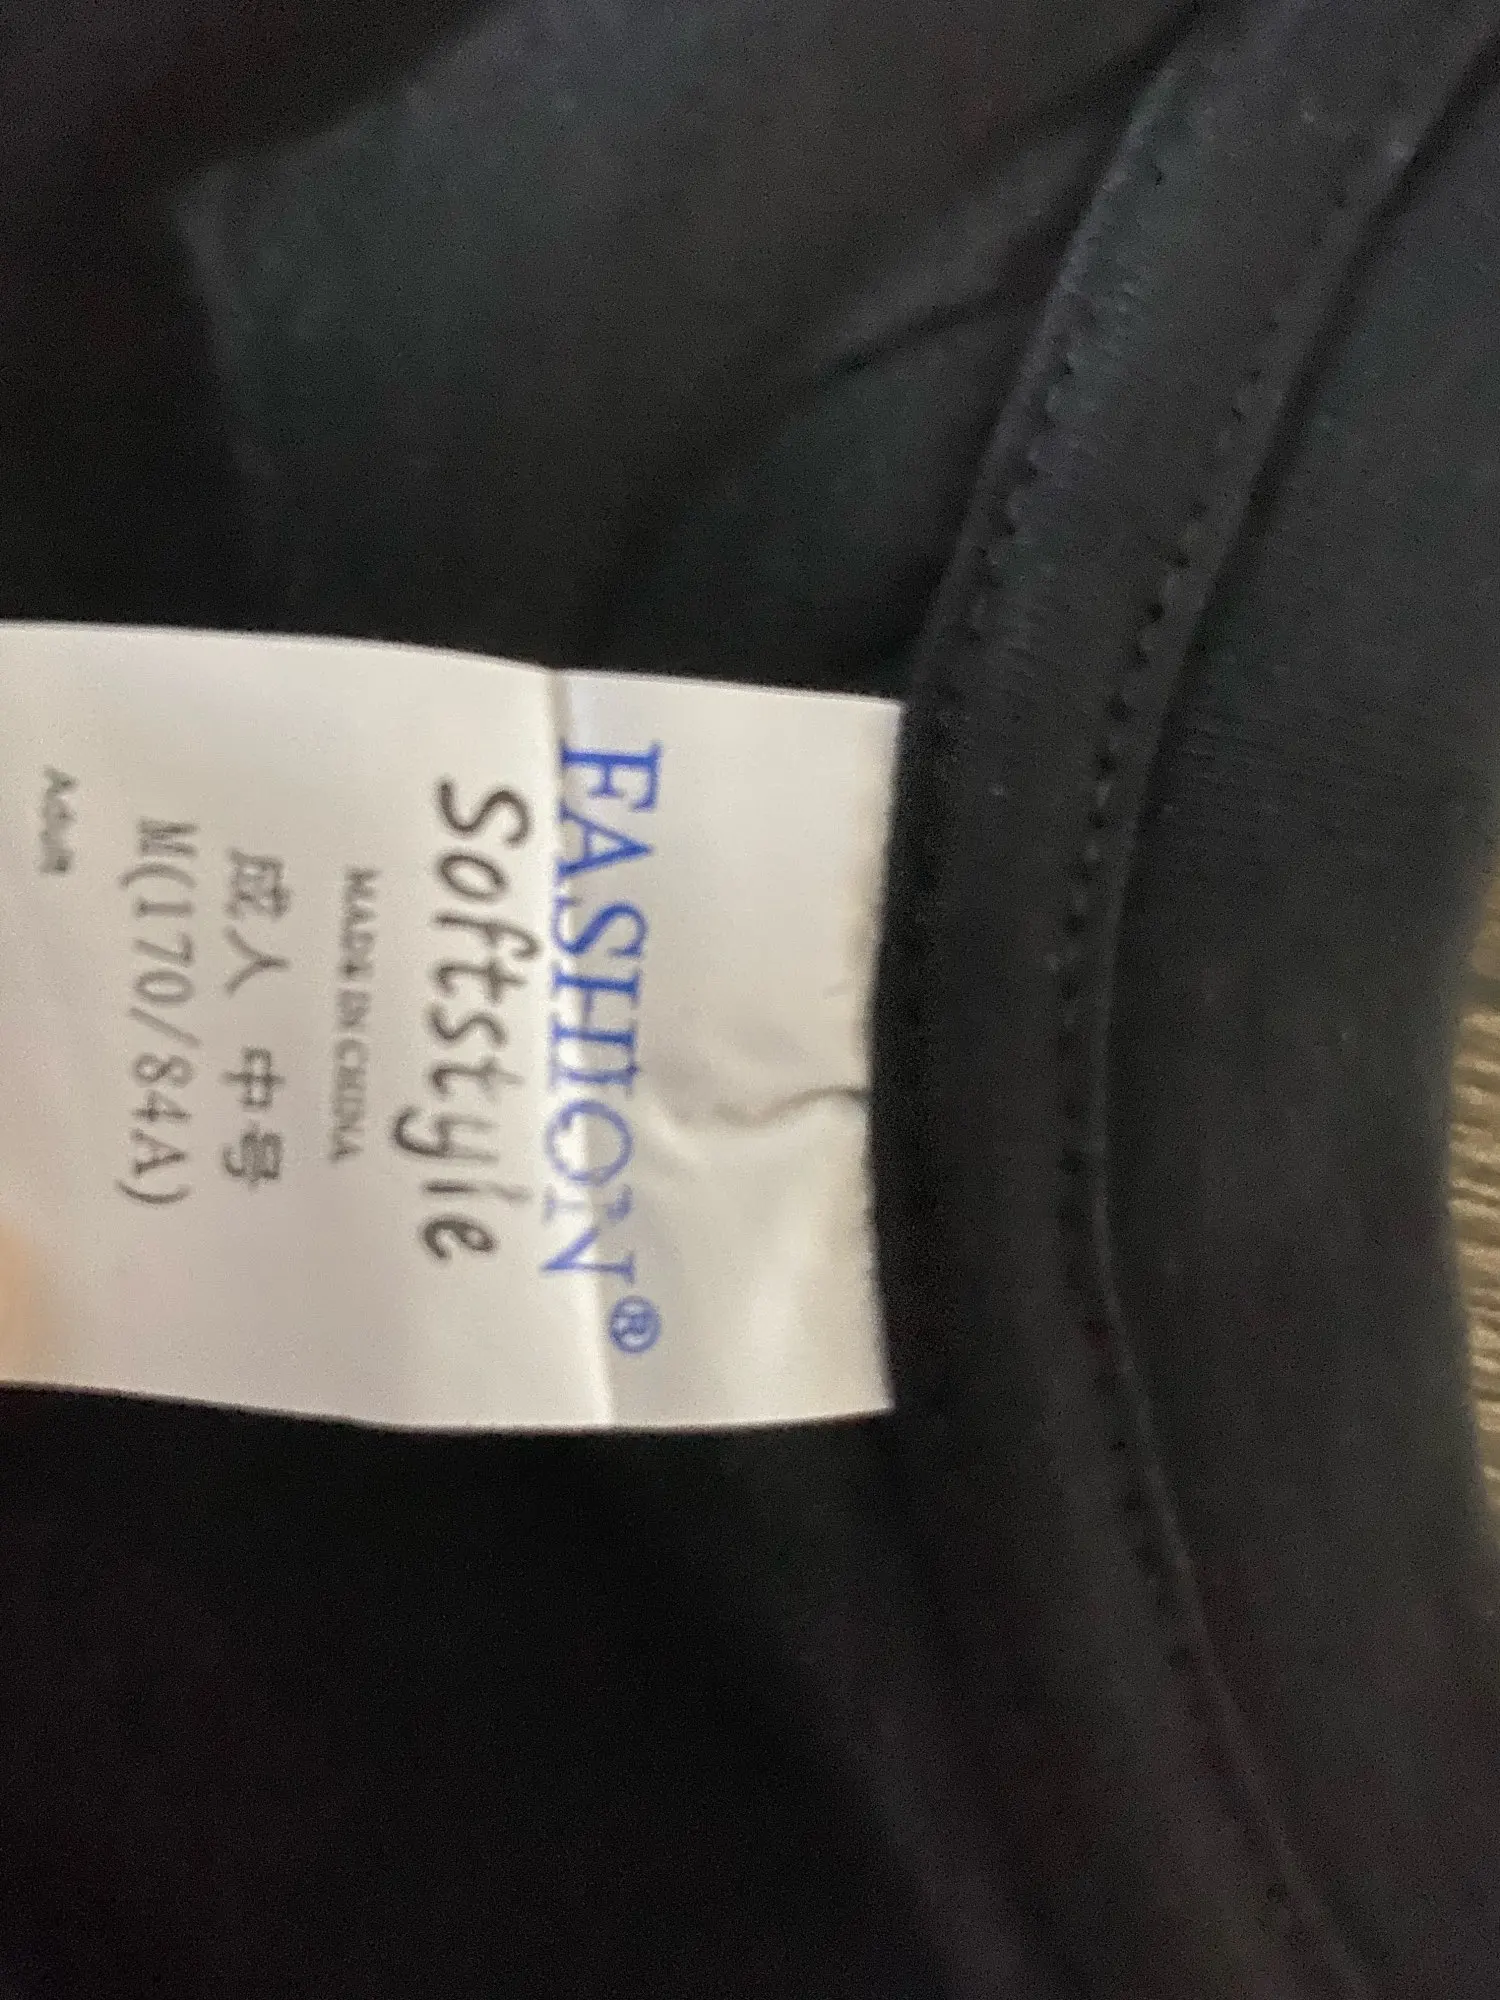 FASHION®
Softstyle
MADE IN CHINA
成人 中号
M(170/84A)
Adult